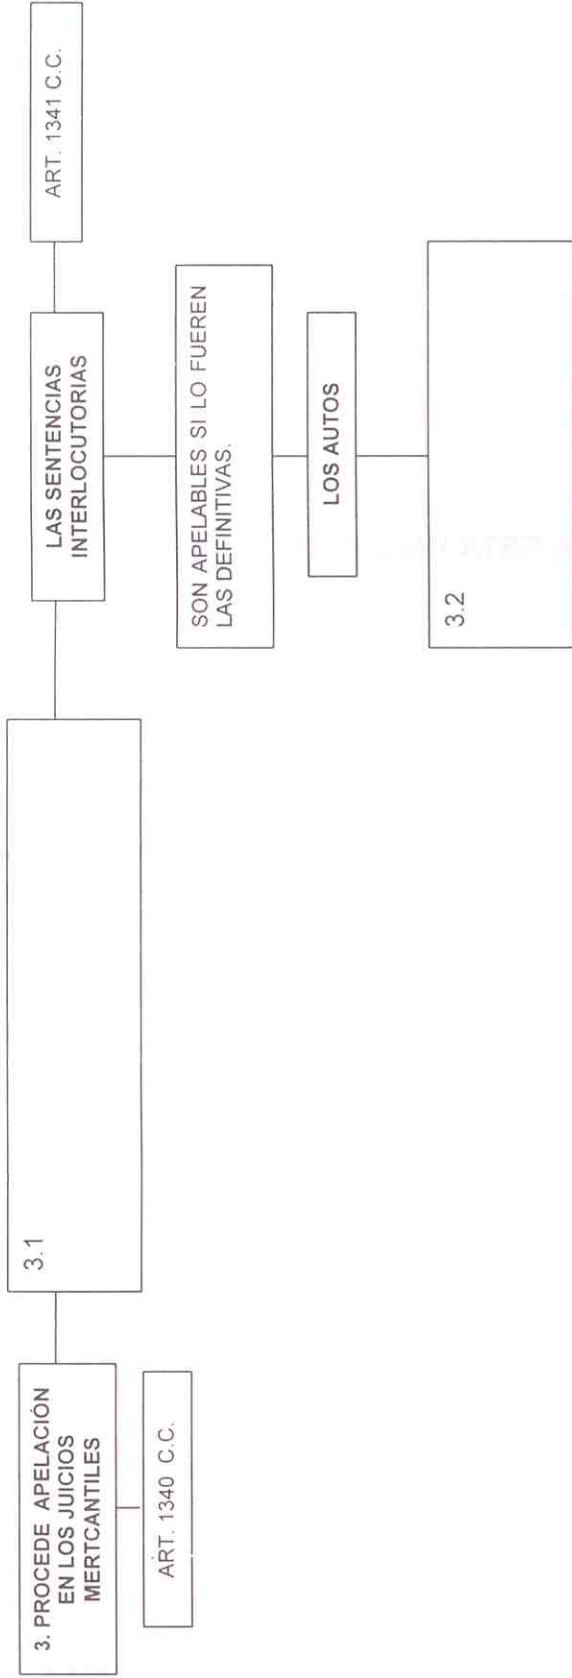 3. PROCEDE APELACIÓN
EN LOS JUICIOS
MERTCANTILES
ART. 1340 C.C.
3.1
LAS SENTENCIAS
INTERLOCUTORIAS
ART. 1341 C.C.
SON APELABLES SI LO FUEREN
LAS DEFINITIVAS.
LOS AUTOS
3.2